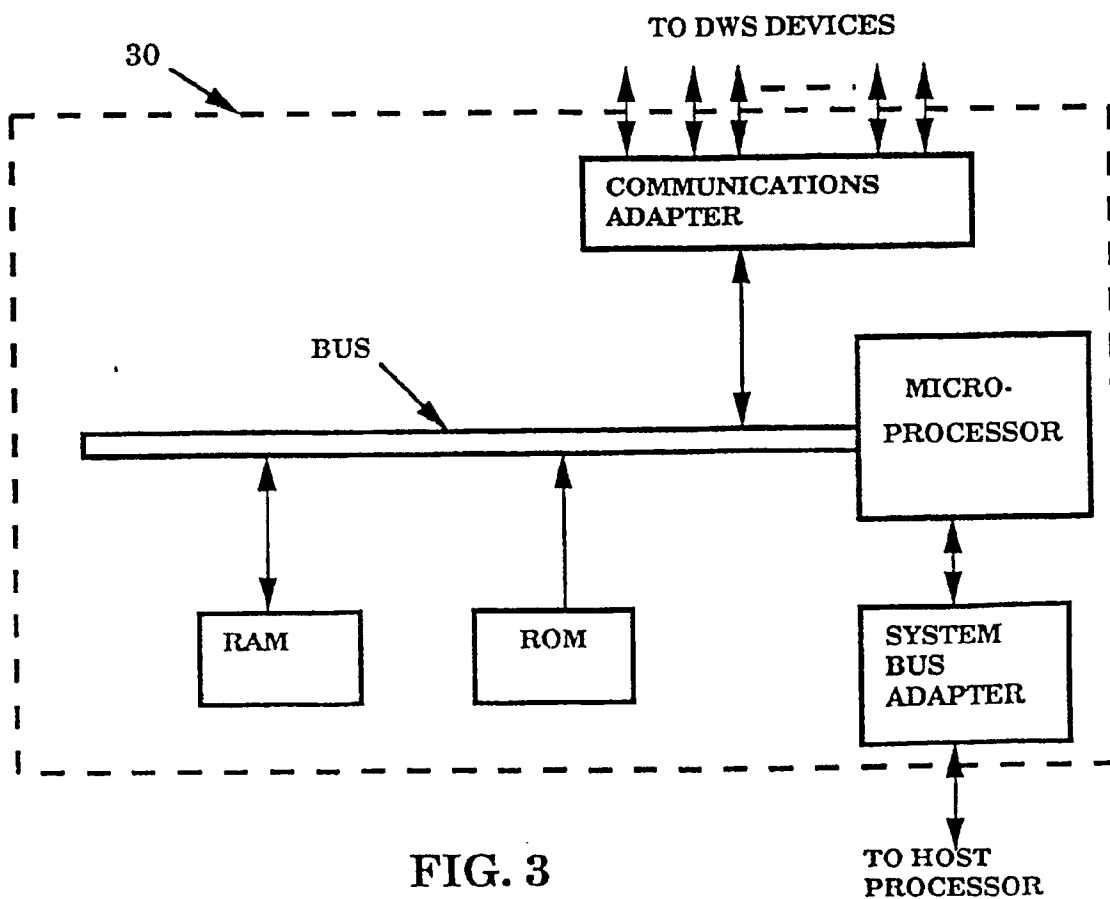 TO DWS DEVICES
30
COMMUNICATIONS
ADAPTER
BUS
MICRO-
PROCESSOR
RAM
ROM
SYSTEM
BUS
ADAPTER
FIG. 3
TO HOST
PROCESSOR